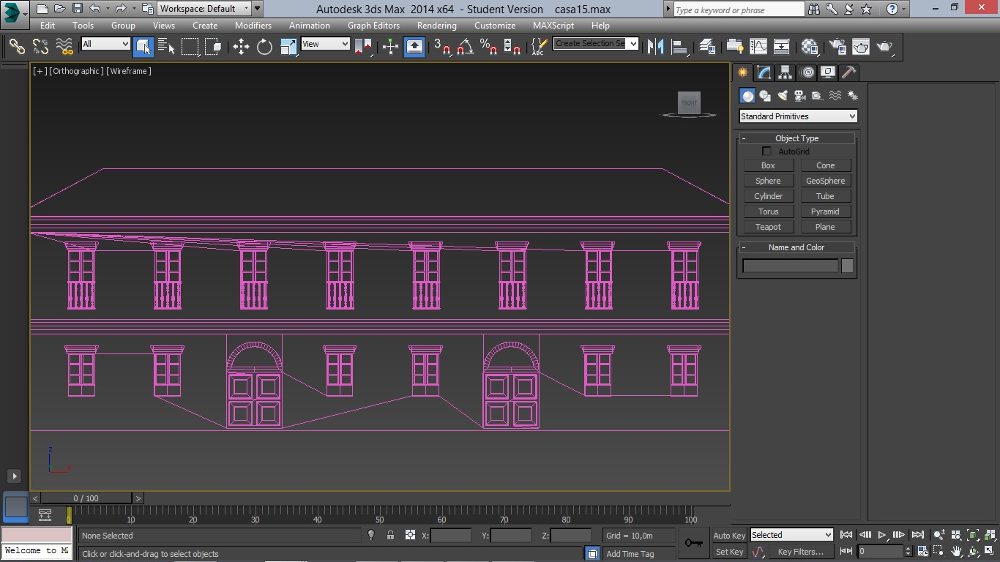 Workspace: Default
Autodesk 3ds Max 2014 x64 - Student Version casa15.max
Type a keyword or phrase
Edit Tools Group Views Create Modifiers Animation Graph Editors Rendering Customize MAXScript Help
All
View
3
%
ABC
Create Selection Se
[+] [Orthographic] [Wireframe]
FRONT
Standard Primitives
- Object Type
AutoGrid
Box Cone
Sphere GeoSphere
Cylinder Tube
Torus Pyramid
Teapot Plane
- Name and Color
z
x
< 0 / 100 >
0 10 20 30 40 50 60 70 80 90 100
None Selected X: Y: Z: Grid = 10,0m Auto Key Selected
Welcome to MA Click or click-and-drag to select objects Add Time Tag Set Key Key Filters... 0